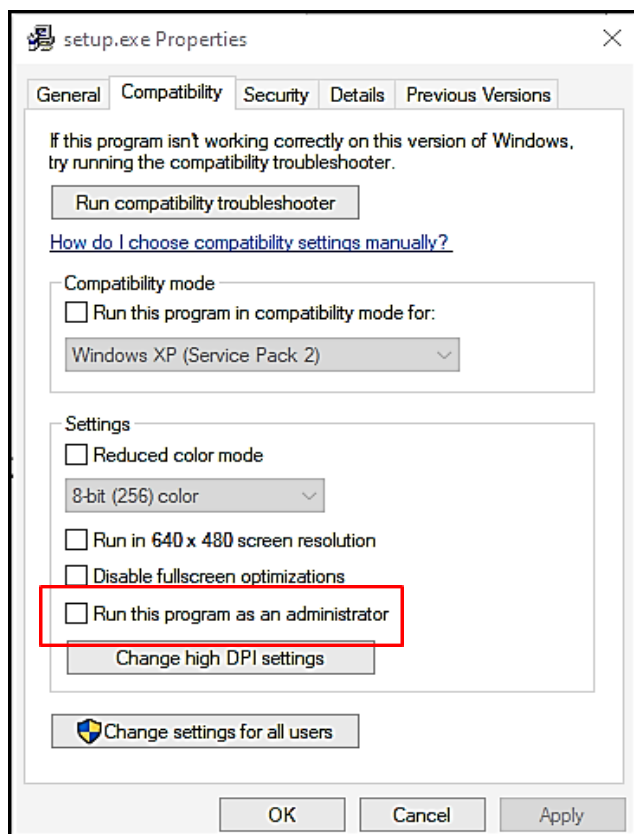 setup.exe Properties
General Compatibility Security Details Previous Versions
If this program isn't working correctly on this version of Windows,
try running the compatibility troubleshooter.
Run compatibility troubleshooter
How do I choose compatibility settings manually?
Compatibility mode
Run this program in compatibility mode for:
Windows XP (Service Pack 2)
Settings
Reduced color mode
8-bit (256) color
Run in 640 x 480 screen resolution
Disable fullscreen optimizations
Run this program as an administrator
Change high DPI settings
Change settings for all users
OK Cancel Apply